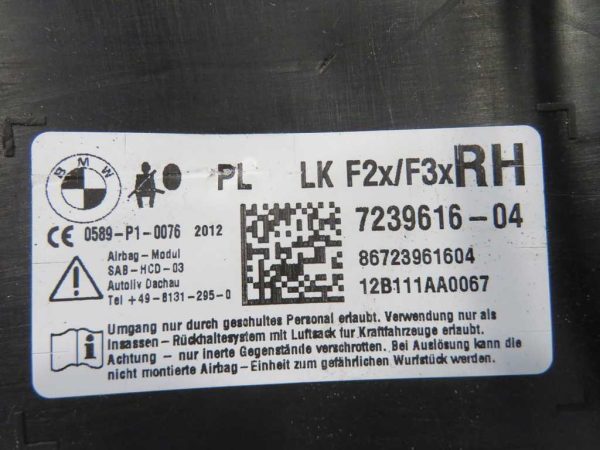 BMW
PL LK F2x/F3x RH
CE 0589-P1-0076 2012
7239616-04
86723961604
12B111AA0067
Airbag-Modul
SAB-HCD-03
Autoliv Dachau
Tel +49-8131-295-0
Umgang nur durch geschultes Personal erlaubt. Verwendung nur als
Insassen-Rückhaltesystem mit Luftsack für Kraftfahrzeuge erlaubt.
Achtung - nur inerte Gegenstände verschrotten. Bei Auslösung kann die
nicht montierte Airbag-Einheit zum gefährlichen Wurfstück werden.